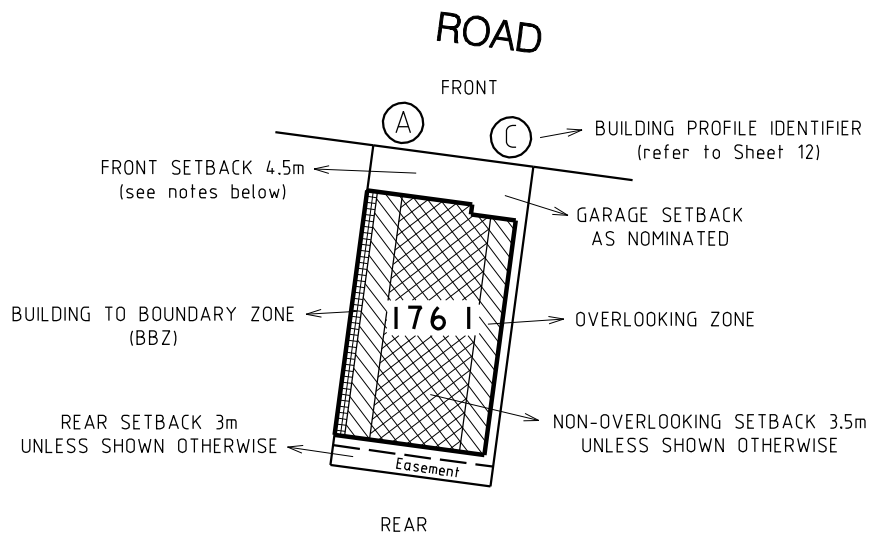 ROAD
FRONT
A
C
BUILDING PROFILE IDENTIFIER
(refer to Sheet 12)
FRONT SETBACK 4.5m
(see notes below)
GARAGE SETBACK
AS NOMINATED
BUILDING TO BOUNDARY ZONE
(BBZ)
1761
OVERLOOKING ZONE
REAR SETBACK 3m
UNLESS SHOWN OTHERWISE
NON-OVERLOOKING SETBACK 3.5m
UNLESS SHOWN OTHERWISE
Easement
REAR